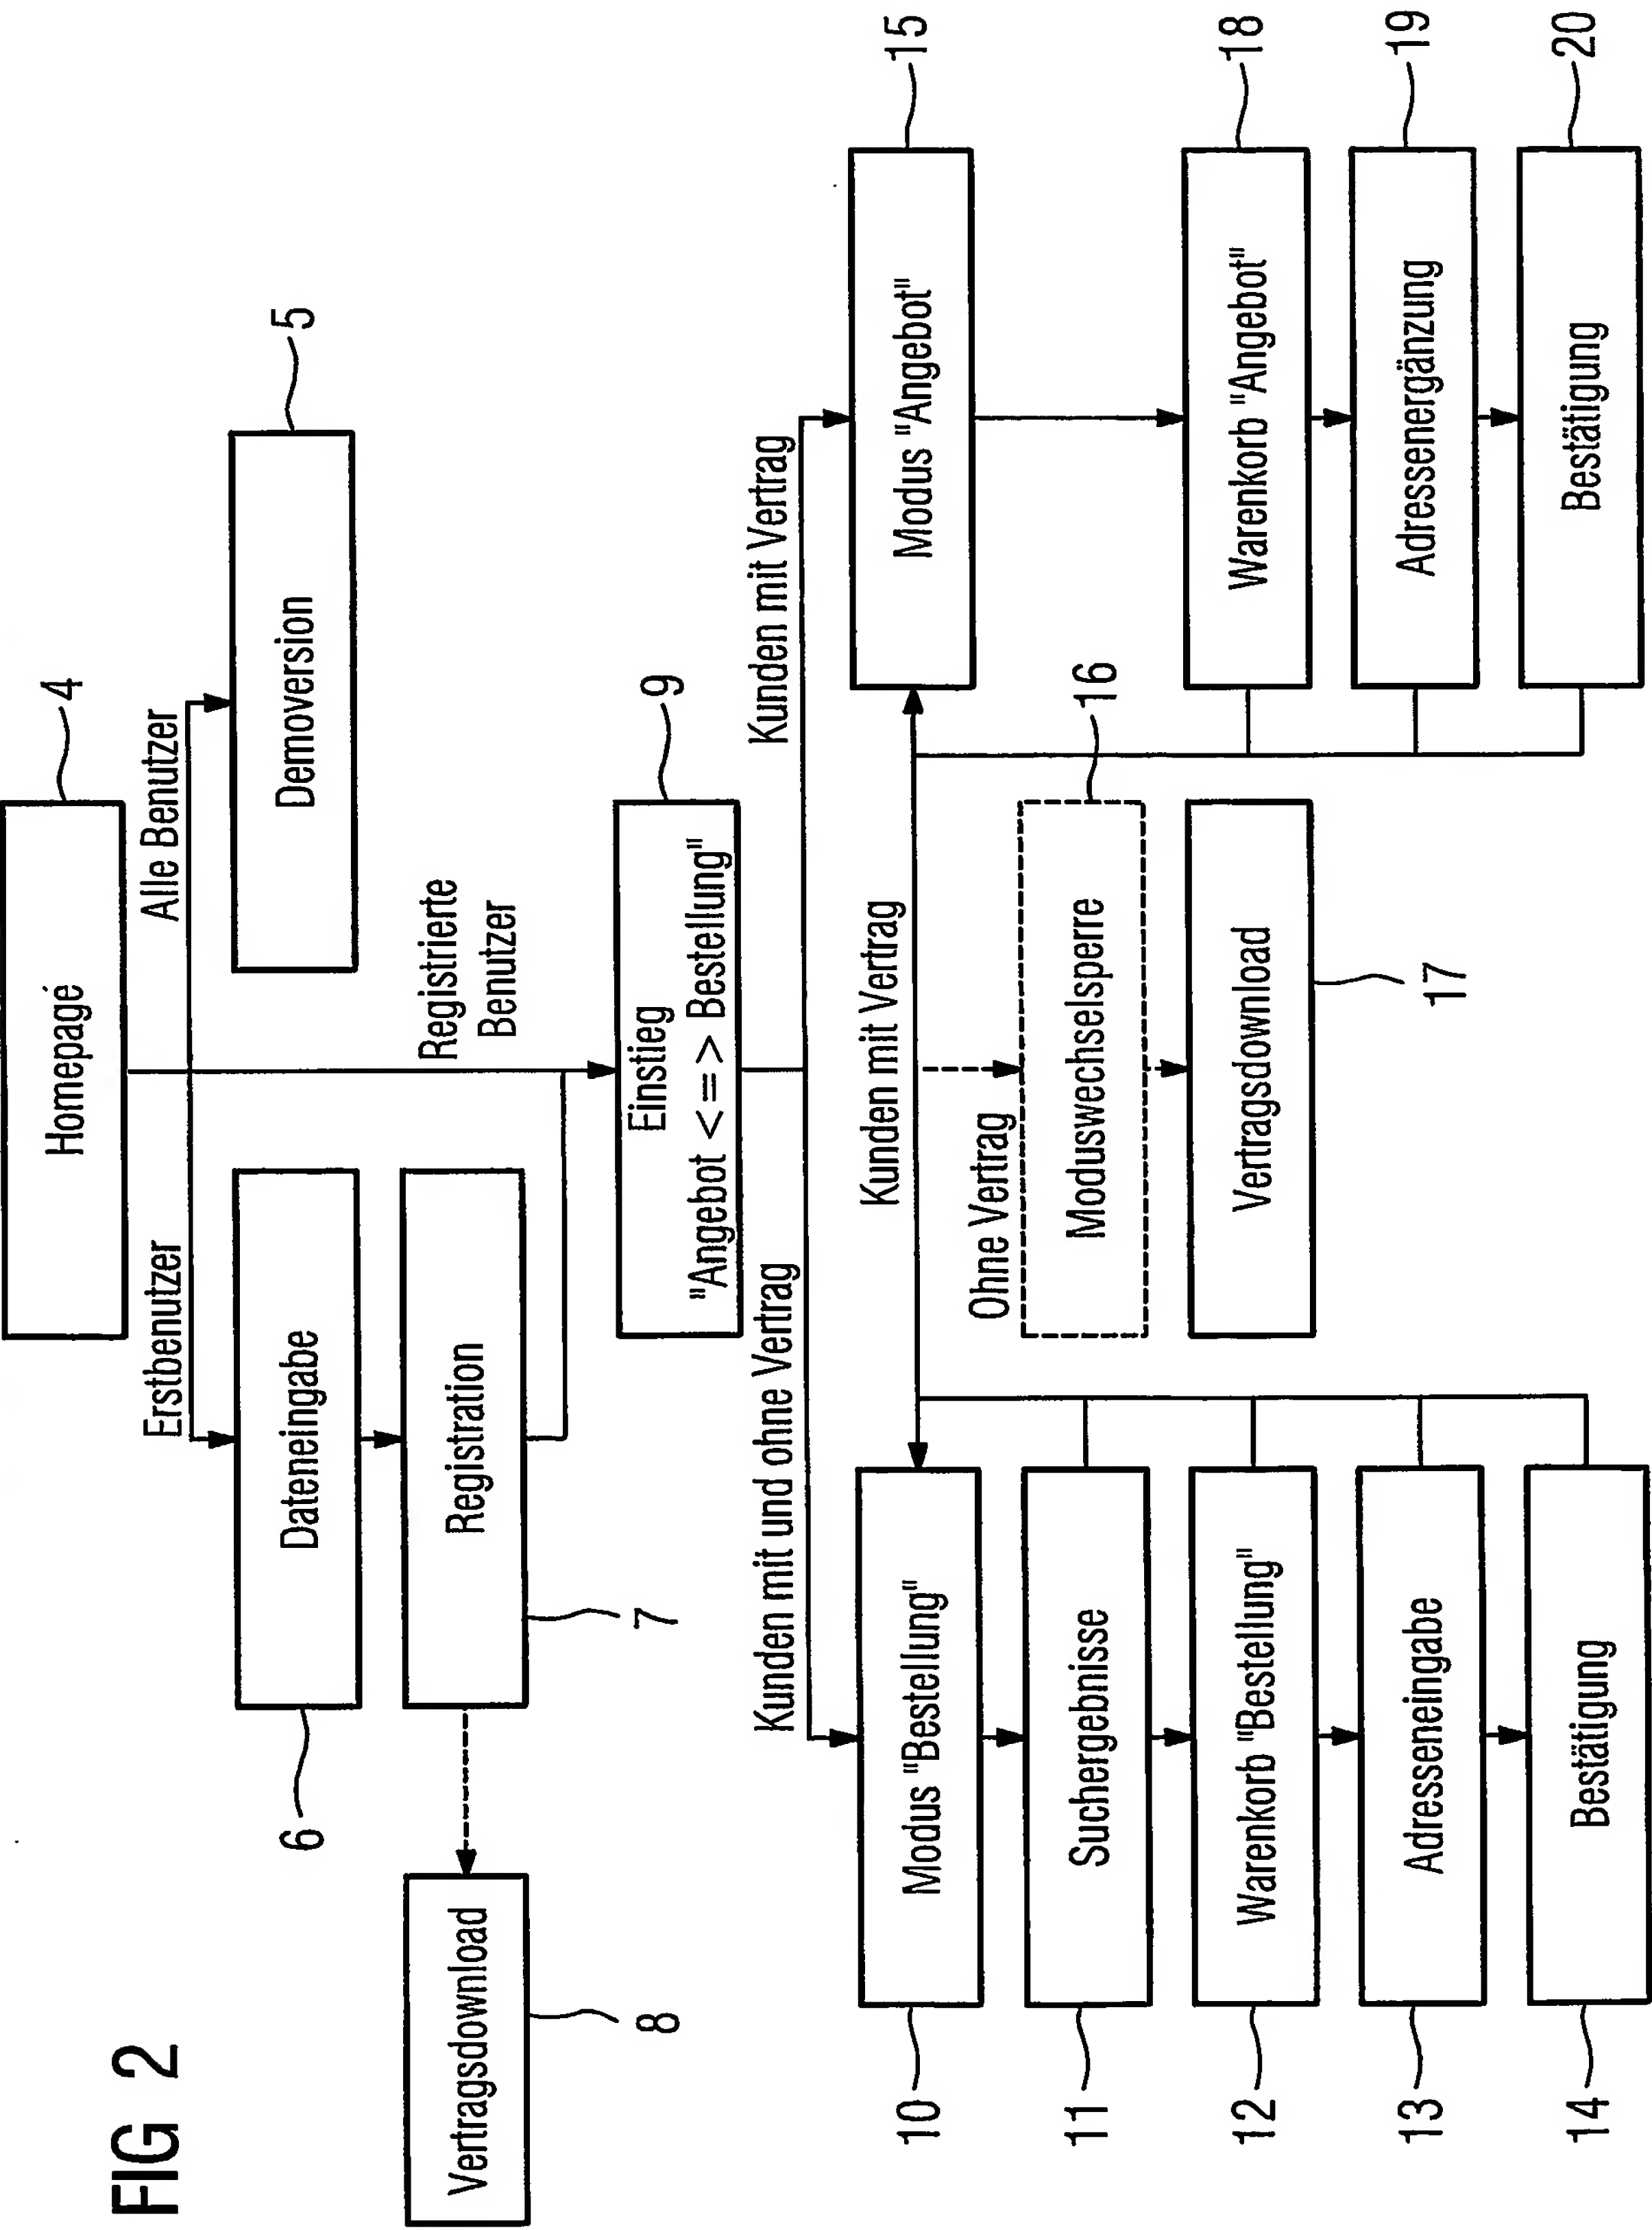 FIG 2
Homepage
4
Erstbenutzer
Alle Benutzer
Demoversion
5
Dateneingabe
6
Registration
7
Vertragsdownload
8
Registrierte
Benutzer
Einstieg
"Angebot <=> Bestellung"
9
Kunden mit und ohne Vertrag
Kunden mit Vertrag
Modus "Bestellung"
10
Kunden mit Vertrag
Modus "Angebot"
15
Suchergebnisse
11
Ohne Vertrag
Moduswechselsperre
16
Warenkorb "Bestellung"
12
Vertragsdownload
17
Warenkorb "Angebot"
18
Adresseneingabe
13
Adressenergänzung
19
Bestätigung
14
Bestätigung
20